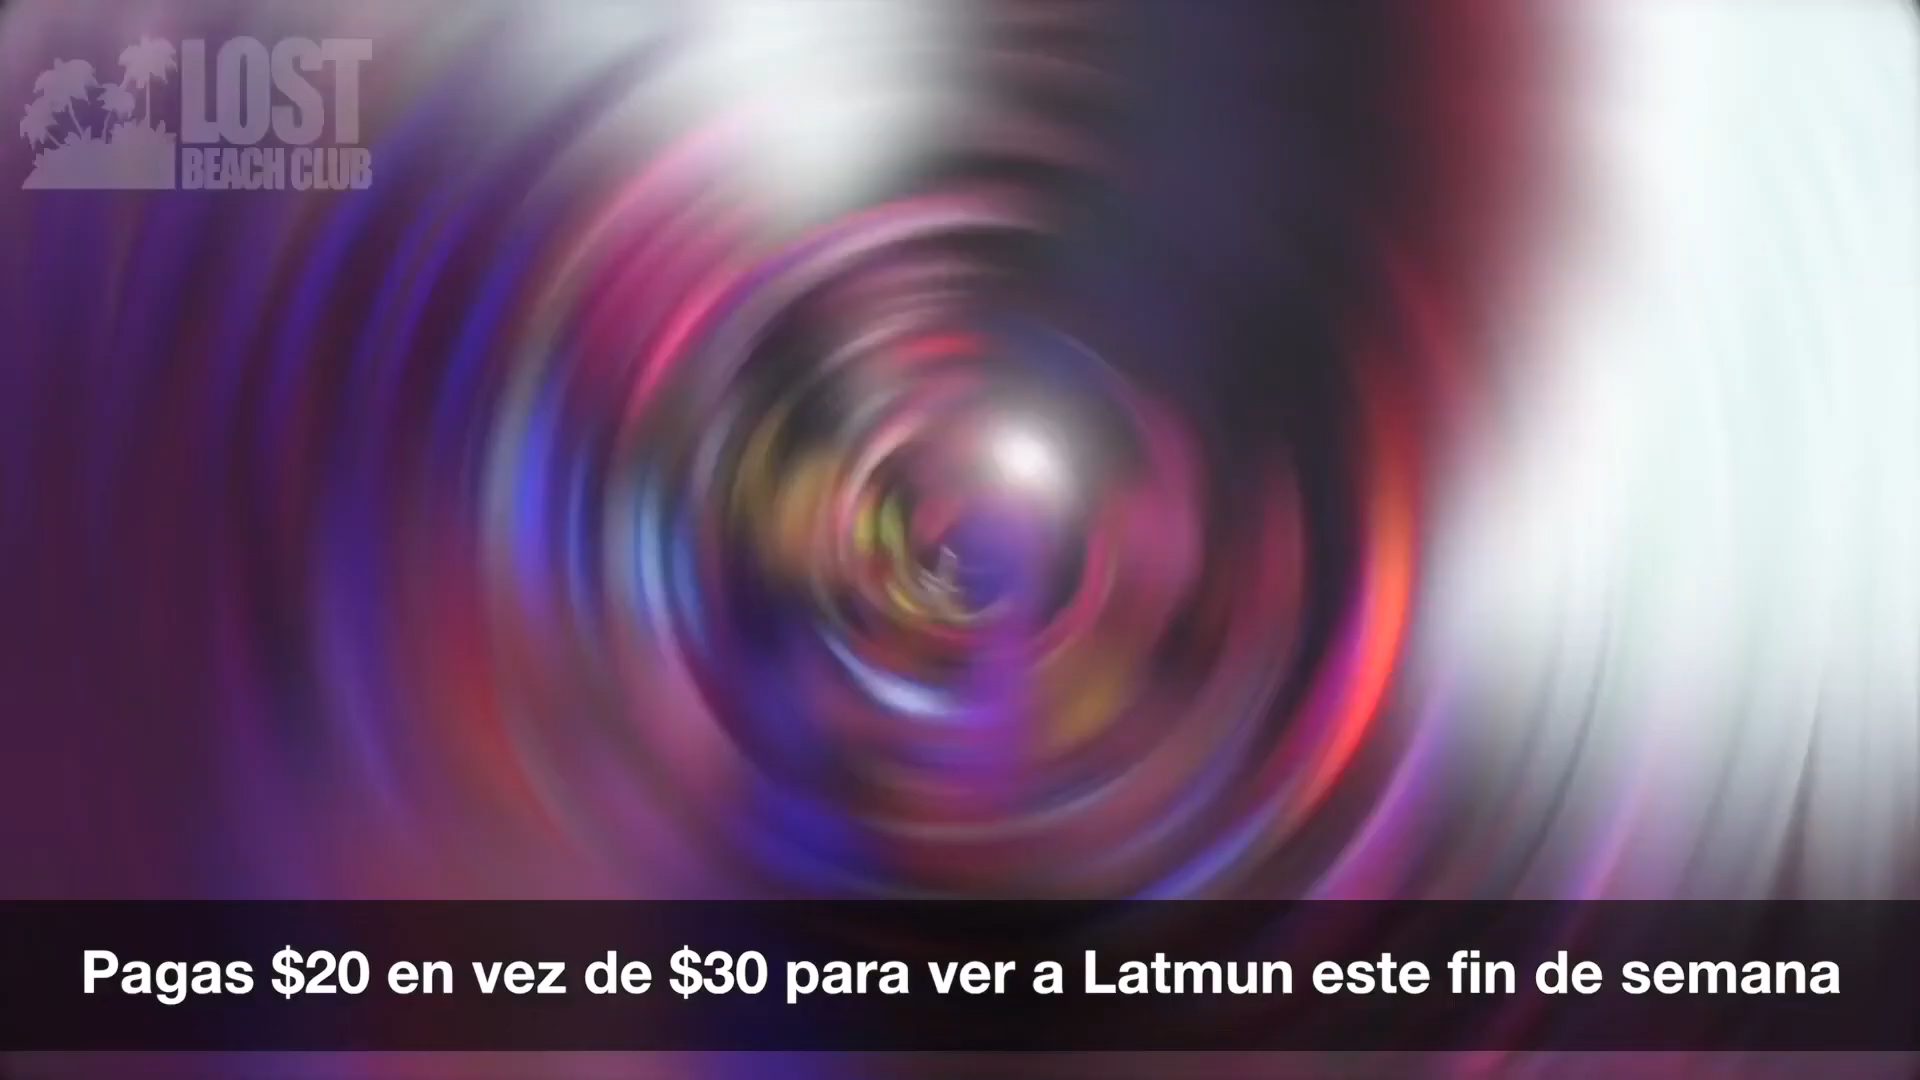 LOST
BEACH CLUB
Pagas $20 en vez de $30 para ver a Latmun este fin de semana